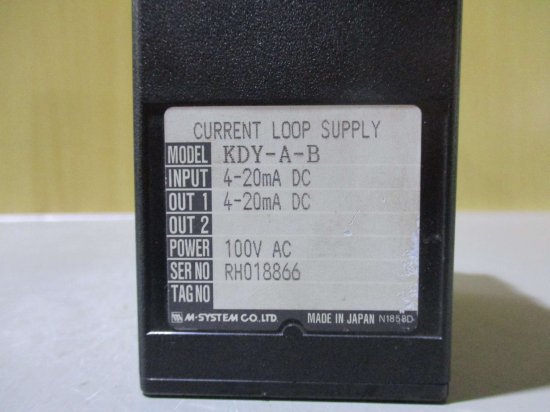 CURRENT LOOP SUPPLY
MODEL KDY-A-B
INPUT 4-20mA DC
OUT 1 4-20mA DC
OUT 2
POWER 100V AC
SER NO RH018866
TAG NO
M-SYSTEM CO.,LTD. MADE IN JAPAN N1858D